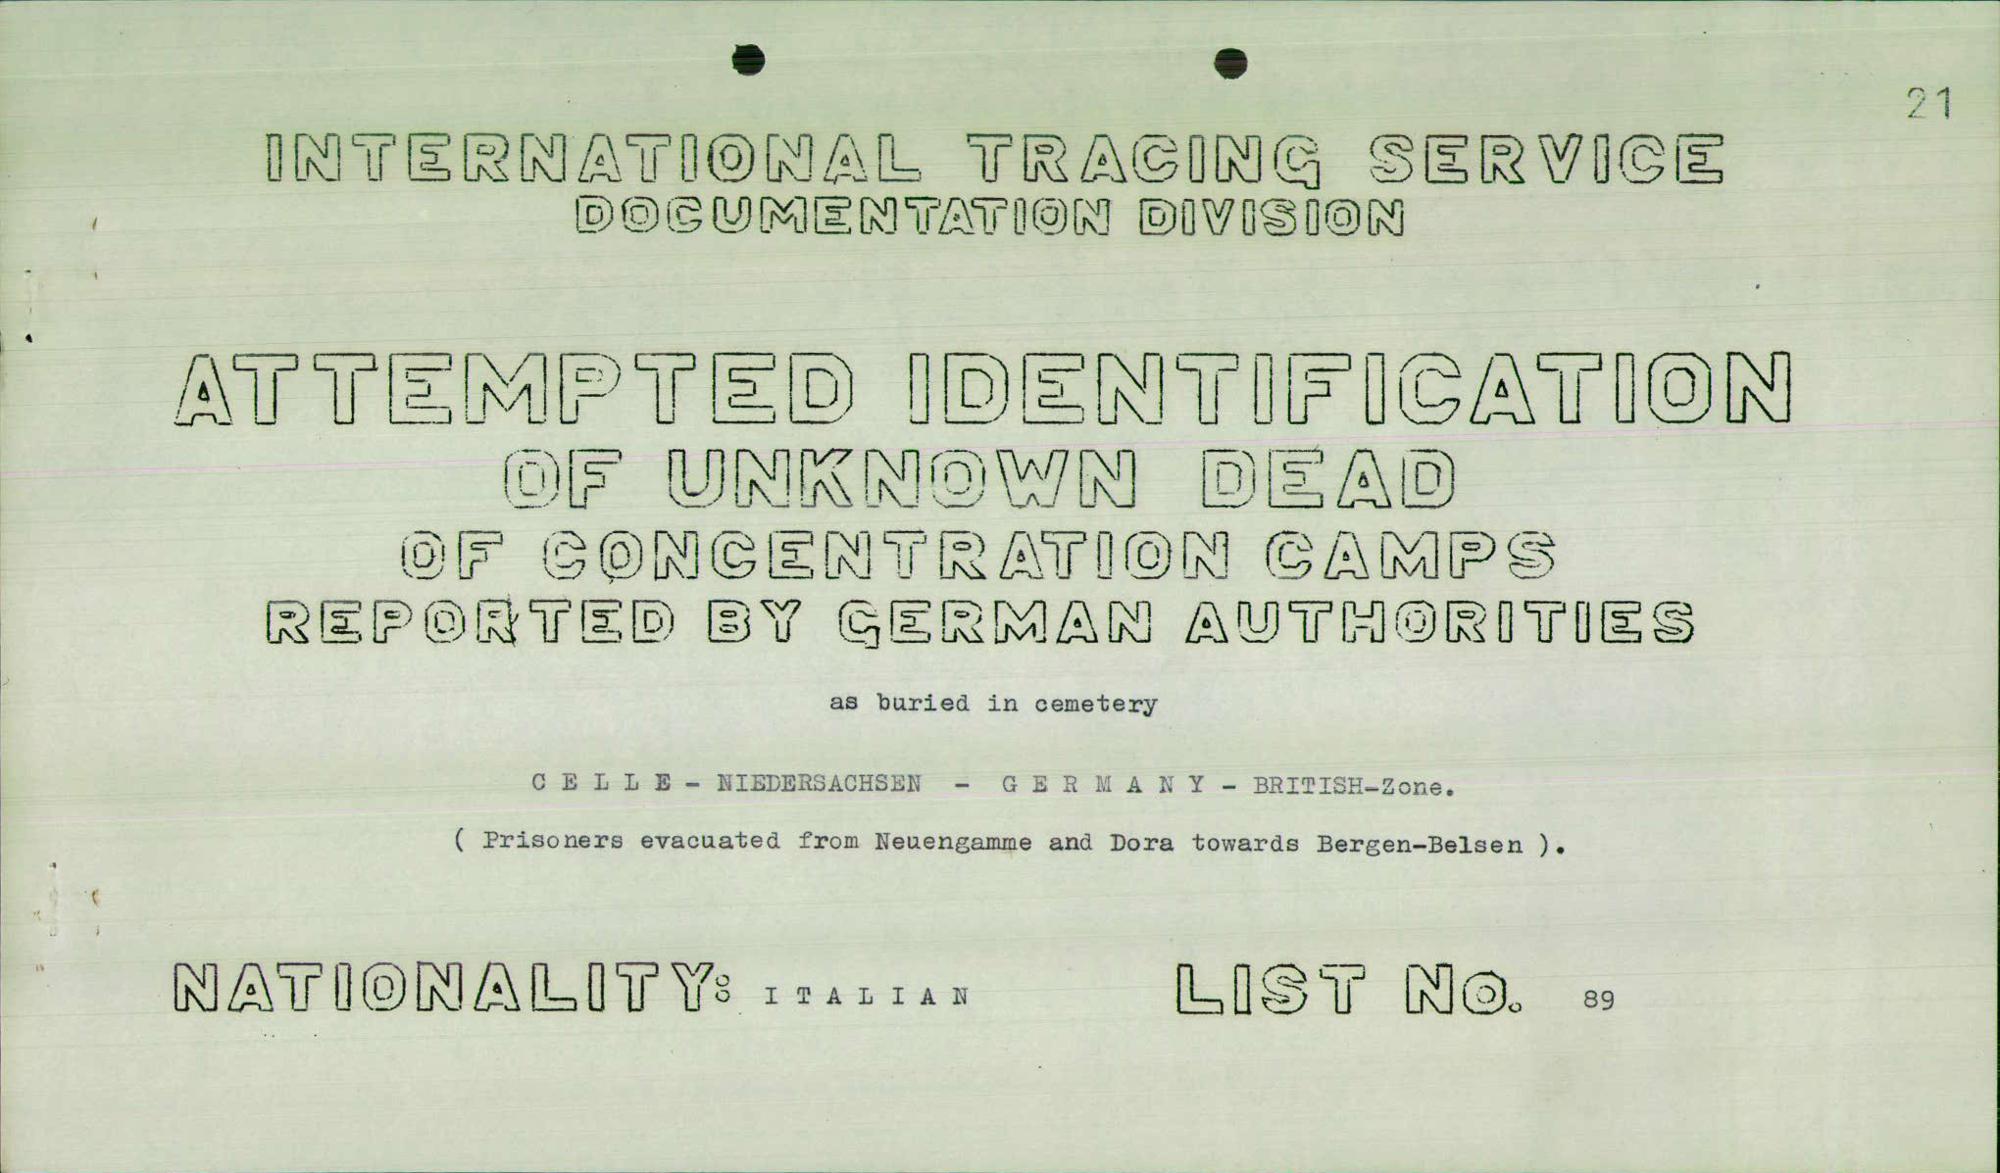 21
INTERNATIONAL TRACING SERVICE
DOCUMENTATION DIVISION
ATTEMPTED IDENTIFICATION
OF UNKNOWN DEAD
OF CONCENTRATION CAMPS
REPORTED BY GERMAN AUTHORITIES
as buried in cemetery
C E L L E - NIEDERSACHSEN - G E R M A N Y - BRITISH-Zone.
( Prisoners evacuated from Neuengamme and Dora towards Bergen-Belsen ).
NATIONALITY: I T A L I A N LIST No. 89